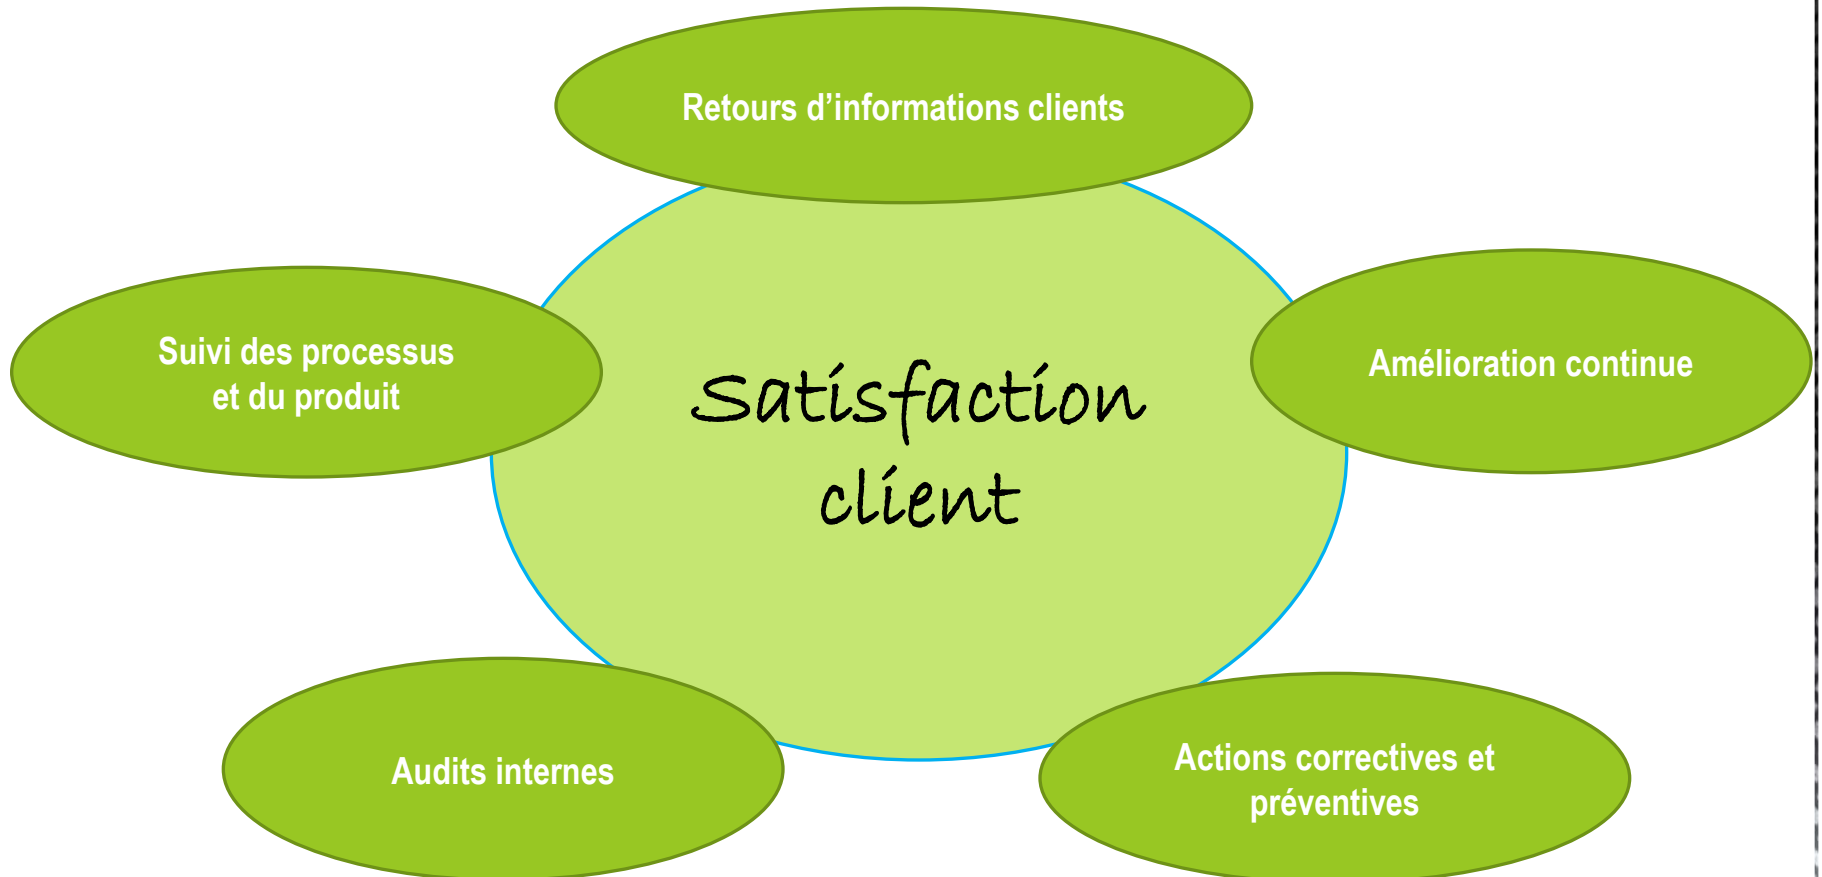 Retours d’informations clients
Suivi des processus
et du produit
Amélioration continue
Satisfaction
client
Audits internes
Actions correctives et
préventives